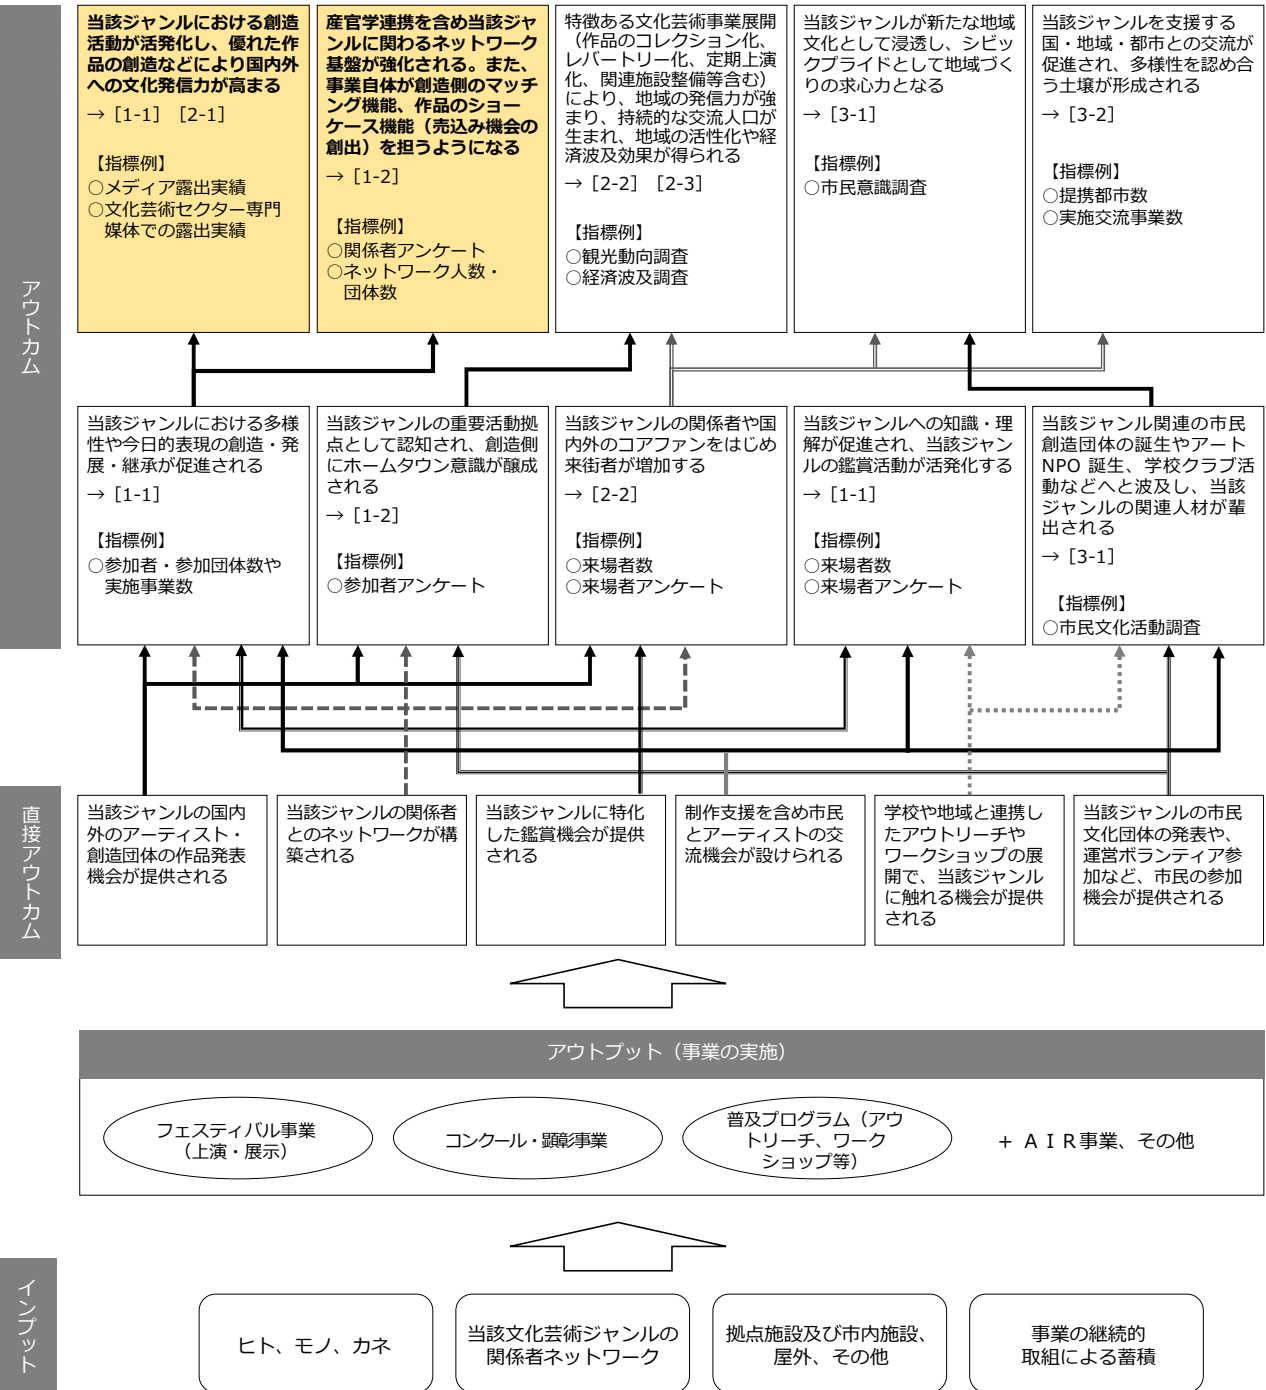 アウトカム
当該ジャンルにおける創造
活動が活発化し、優れた作
品の創造などにより国内外
への文化発信力が高まる
→［1-1］［2-1］
【指標例】
○メディア露出実績
○文化芸術セクター専門
媒体での露出実績
産官学連携を含め当該ジャ
ンルに関わるネットワーク
基盤が強化される。また、
事業自体が創造側のマッチ
ング機能、作品のショー
ケース機能（売込み機会の
創出）を担うようになる
→［1-2］
【指標例】
○関係者アンケート
○ネットワーク人数・
団体数
特徴ある文化芸術事業展開
（作品のコレクション化、
レパートリー化、定期上演
化、関連施設整備等含む）
により、地域の発信力が強
まり、持続的な交流人口が
生まれ、地域の活性化や経
済波及効果が得られる
→［2-2］［2-3］
【指標例】
○観光動向調査
○経済波及調査
当該ジャンルが新たな地域
文化として浸透し、シビッ
クプライドとして地域づく
りの求心力となる
→［3-1］
【指標例】
○市民意識調査
当該ジャンルを支援する
国・地域・都市との交流が
促進され、多様性を認め合
う土壌が形成される
→［3-2］
【指標例】
○提携都市数
○実施交流事業数
当該ジャンルにおける多様
性や今日的表現の創造・発
展・継承が促進される
→［1-1］
【指標例】
○参加者・参加団体数や
実施事業数
当該ジャンルの重要活動拠
点として認知され、創造側
にホームタウン意識が醸成
される
→［1-2］
【指標例】
○参加者アンケート
当該ジャンルの関係者や国
内外のコアファンをはじめ
来街者が増加する
→［2-2］
【指標例】
○来場者数
○来場者アンケート
当該ジャンルへの知識・理
解が促進され、当該ジャン
ルの鑑賞活動が活発化する
→［1-1］
【指標例】
○来場者数
○来場者アンケート
当該ジャンル関連の市民
創造団体の誕生やアート
NPO 誕生、学校クラブ活
動などへと波及し、当該
ジャンルの関連人材が輩
出される
→［3-1］
【指標例】
○市民文化活動調査
直接アウトカム
当該ジャンルの国内
外のアーティスト・
創造団体の作品発表
機会が提供される
当該ジャンルの関係者
とのネットワークが構
築される
当該ジャンルに特化
した鑑賞機会が提供
される
制作支援を含め市民
とアーティストの交
流機会が設けられる
学校や地域と連携し
たアウトリーチや
ワークショップの展
開で、当該ジャンル
に触れる機会が提供
される
当該ジャンルの市民
文化団体の発表や、
運営ボランティア参
加など、市民の参加
機会が提供される
アウトプット（事業の実施）
フェスティバル事業
（上演・展示）
コンクール・顕彰事業
普及プログラム（アウ
トリーチ、ワーク
ショップ等）
+ ＡＩＲ事業、その他
インプット
ヒト、モノ、カネ
当該文化芸術ジャンルの
関係者ネットワーク
拠点施設及び市内施設、
屋外、その他
事業の継続的
取組による蓄積